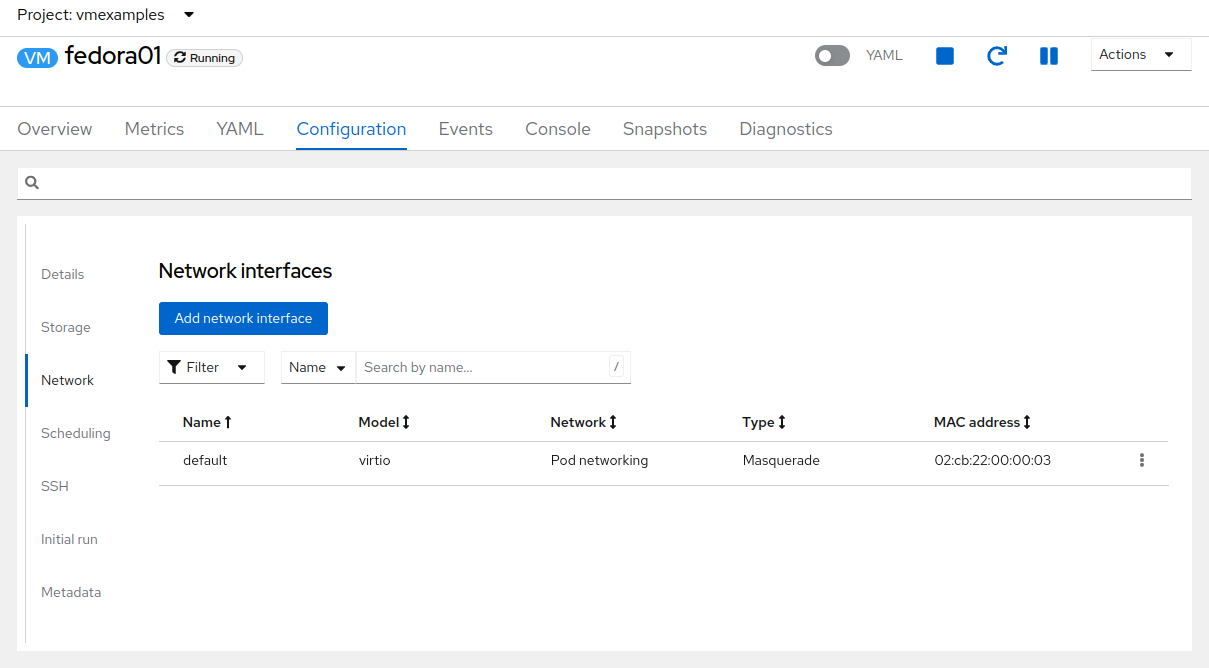 Project: vmexamples
VM fedora01 Running YAML Actions
Overview Metrics YAML Configuration Events Console Snapshots Diagnostics
Details
Storage
Network
Scheduling
SSH
Initial run
Metadata
Network interfaces
Add network interface
Filter Name Search by name... /
Name Model Network Type MAC address
default virtio Pod networking Masquerade 02:cb:22:00:00:03